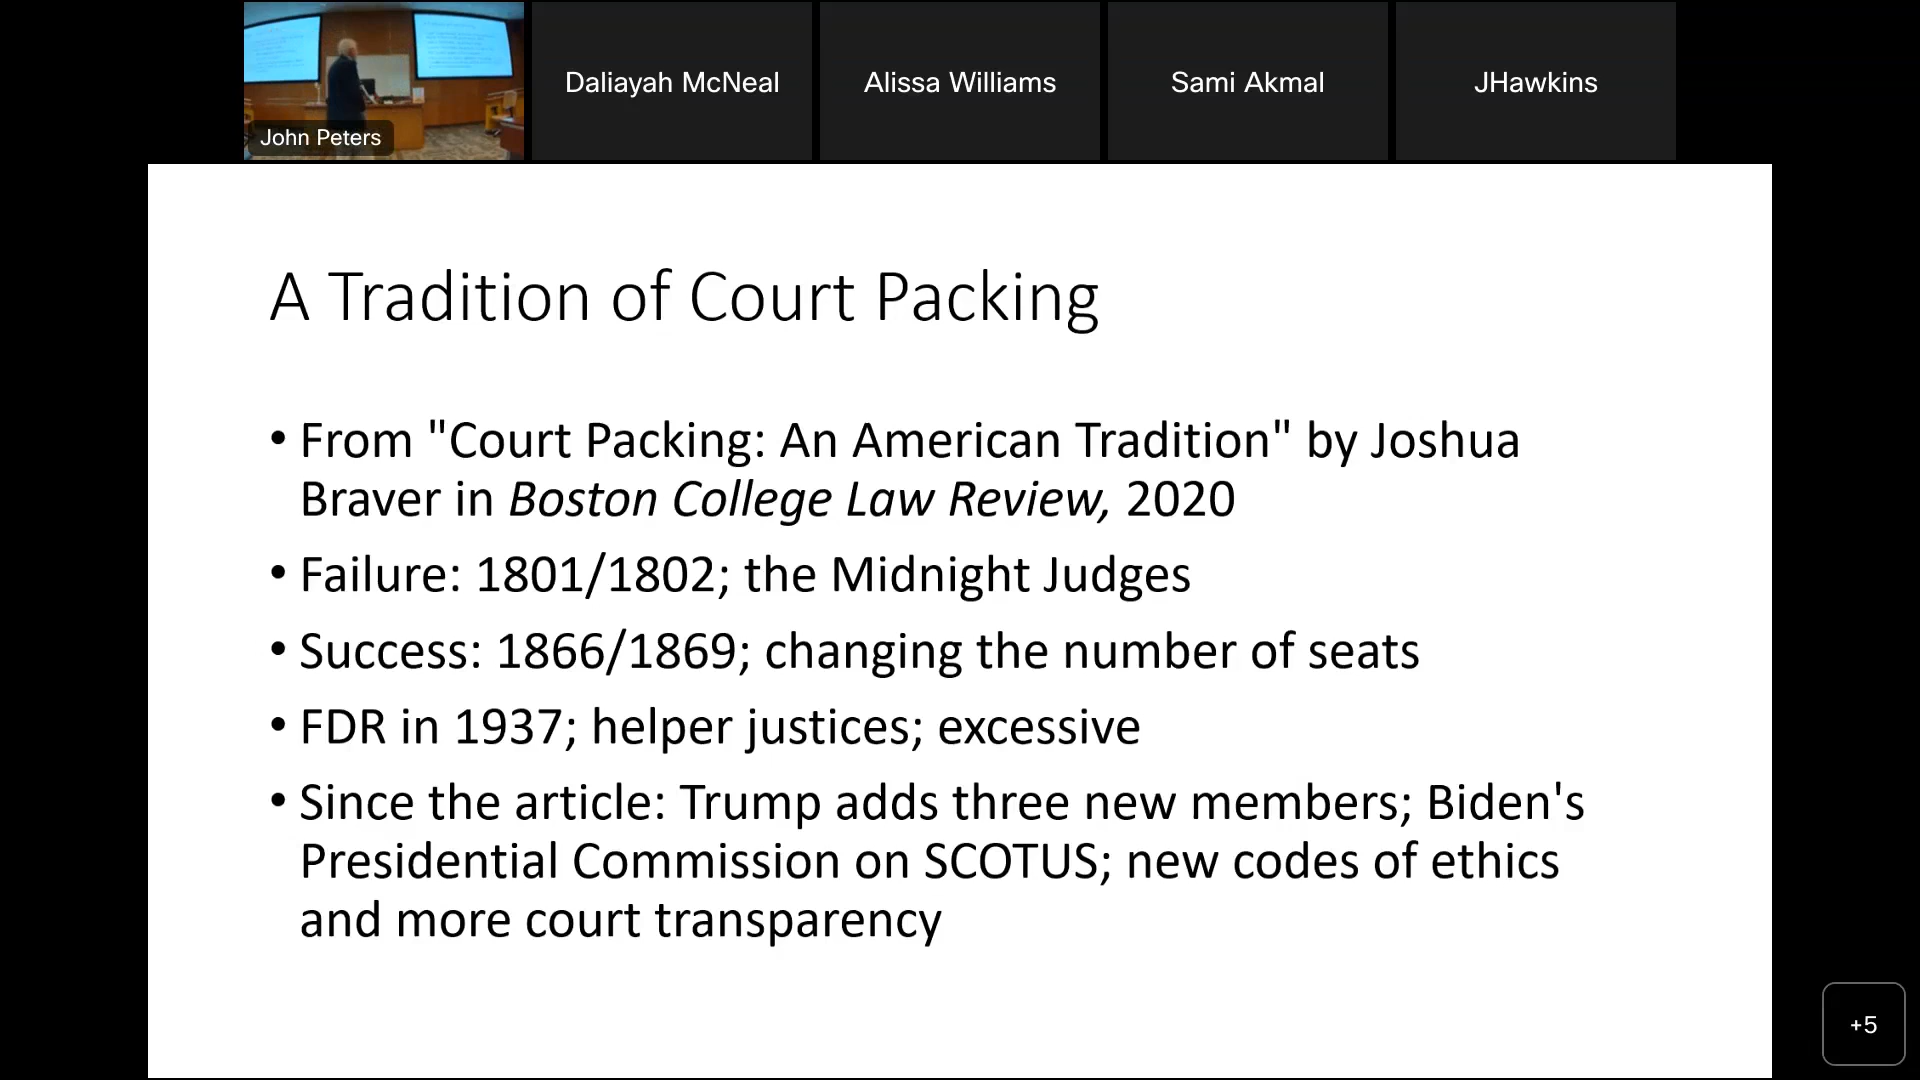 John Peters
Daliayah McNeal
Alissa Williams
Sami Akmal
JHawkins
A Tradition of Court Packing
• From "Court Packing: An American Tradition" by Joshua
Braver in Boston College Law Review, 2020
• Failure: 1801/1802; the Midnight Judges
• Success: 1866/1869; changing the number of seats
• FDR in 1937; helper justices; excessive
• Since the article: Trump adds three new members; Biden's
Presidential Commission on SCOTUS; new codes of ethics
and more court transparency
+5